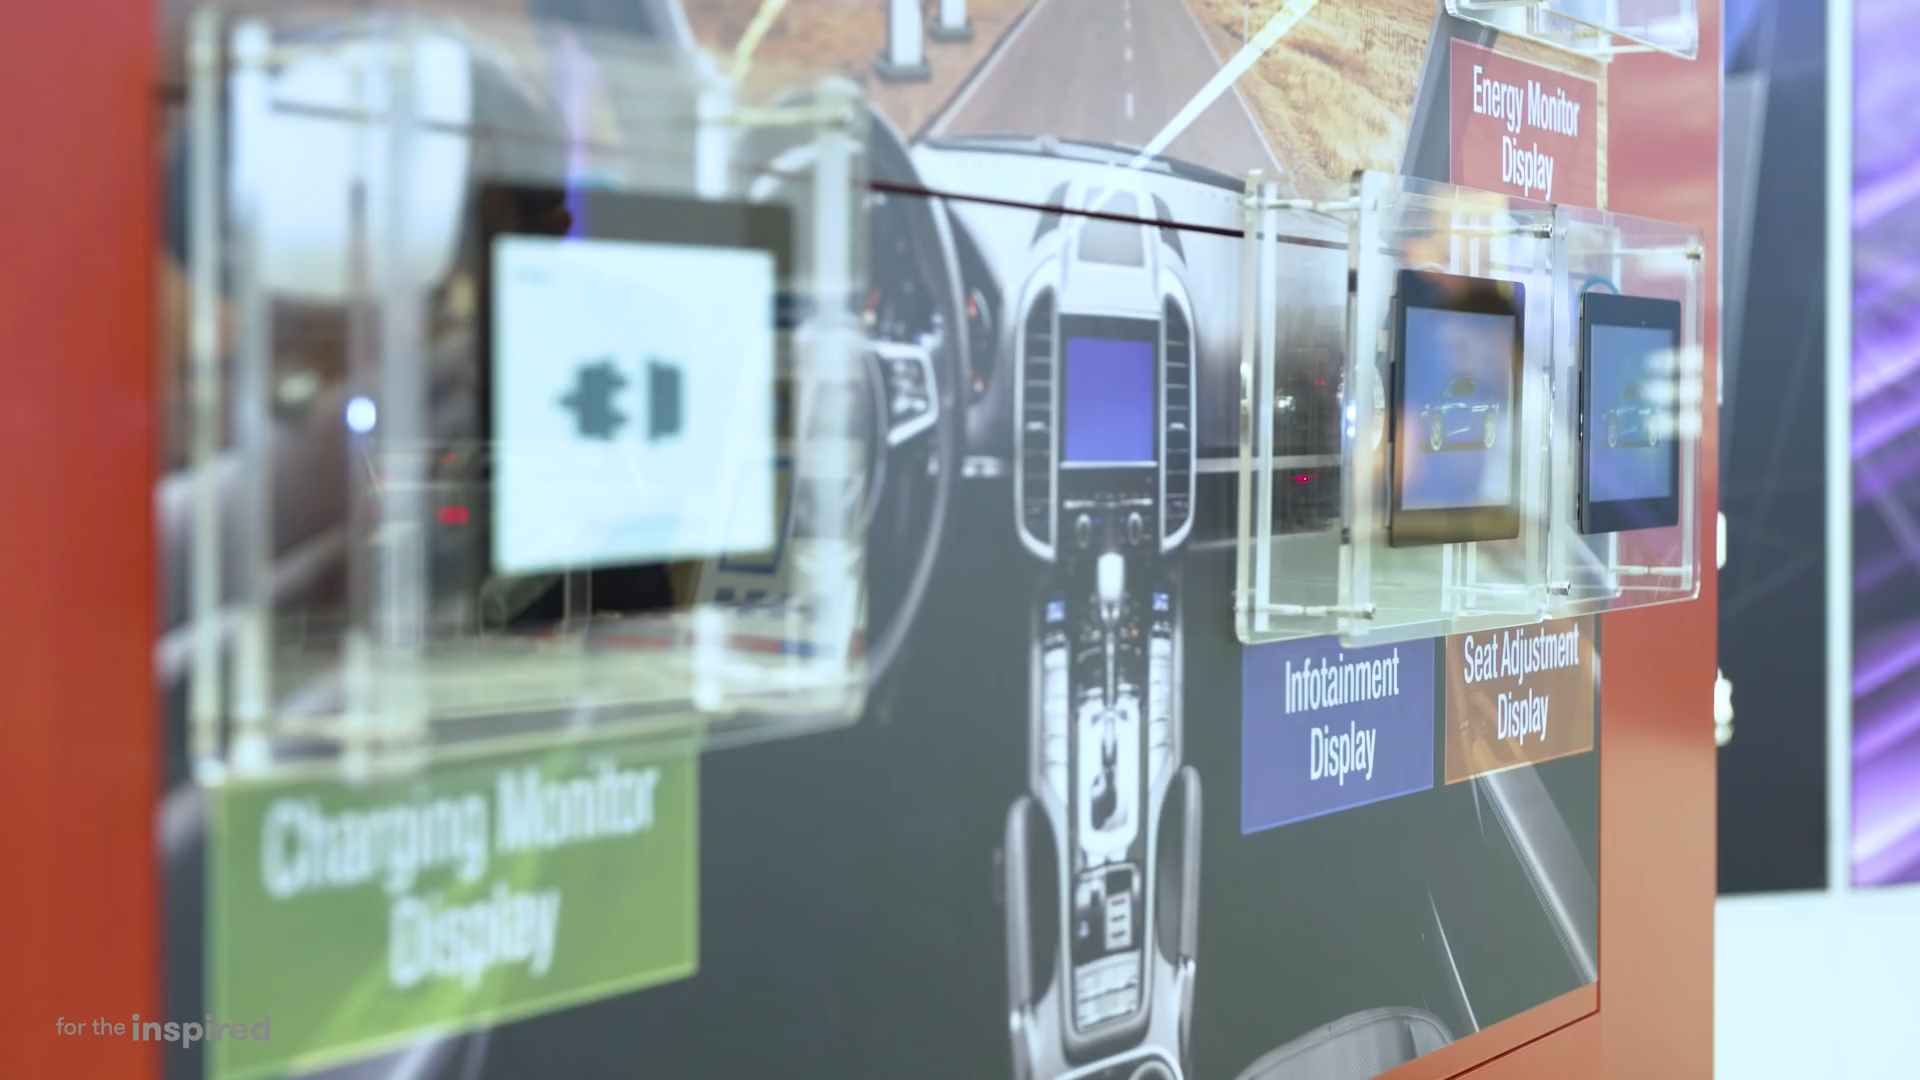 Energy Monitor
Display
Infotainment
Display
Seat Adjustment
Display
Charging Monitor
Display
for the inspired